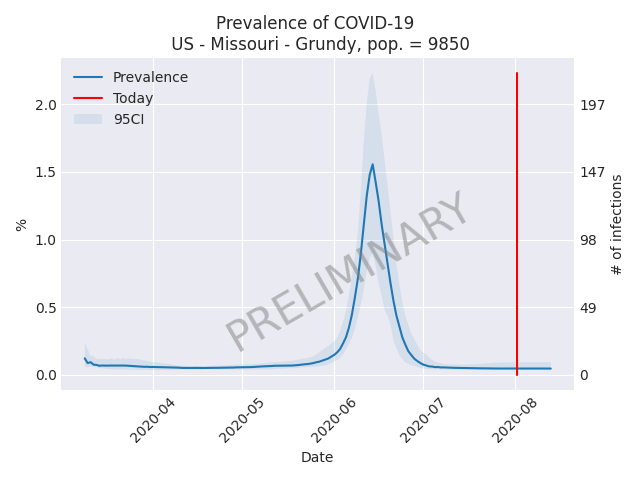 Prevalence of COVID-19
US - Missouri - Grundy, pop. = 9850
Prevalence
Today
95CI
2.0
1.5
1.0
0.5
0.0
%
197
147
98
49
0
# of infections
PRELIMINARY
2020-04
2020-05
2020-06
2020-07
2020-08
Date